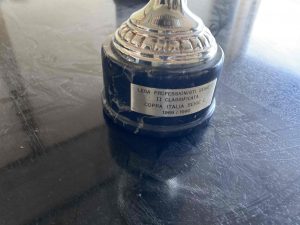 LEGA PROFESSIONISTI SERIE C
II CLASSIFICATA
COPPA ITALIA SERIE C